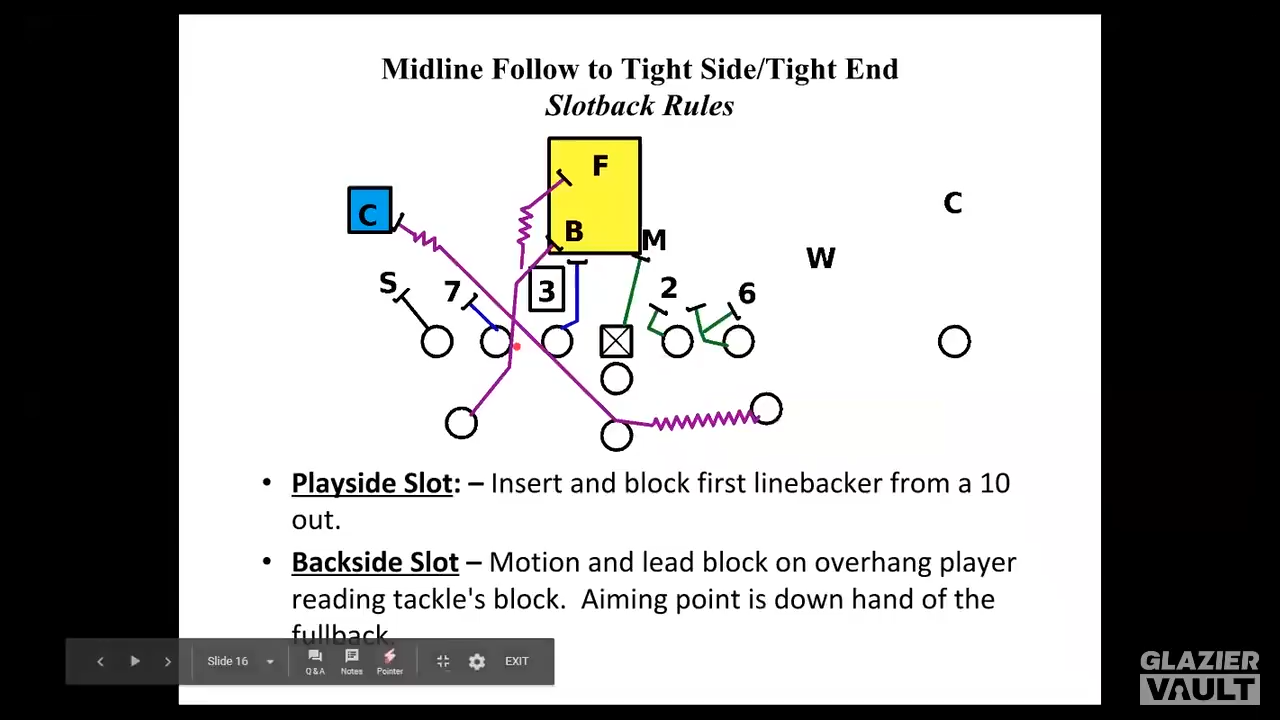 Midline Follow to Tight Side/Tight End
Slotback Rules
F
C
B
M
C
W
S
7
3
2
6
• Playside Slot: – Insert and block first linebacker from a 10
out.
• Backside Slot – Motion and lead block on overhang player
reading tackle's block. Aiming point is down hand of the
fullback.
Slide 16
Q & A
Notes
Pointer
EXIT
GLAZIER
VAULT